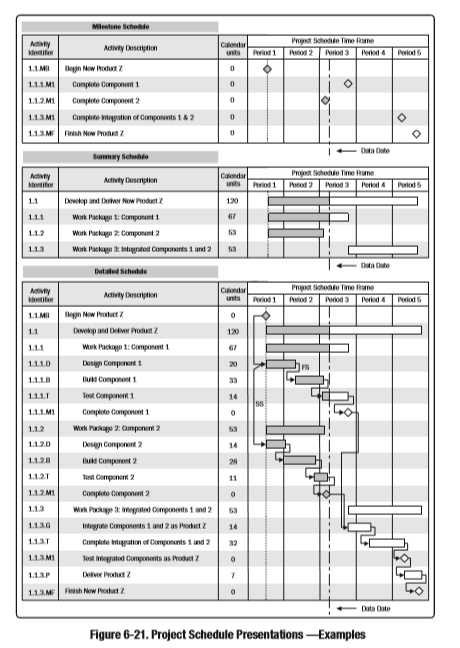 Milestone Schedule
Activity Identifier Activity Description Calendar units Project Schedule Time Frame
Period 1 Period 2 Period 3 Period 4 Period 5
1.1.MB Begin New Product Z 0
1.1.1.M1 Complete Component 1 0
1.1.2.M1 Complete Component 2 0
1.1.3.M1 Complete Integration of Components 1 & 2 0
1.1.3.MF Finish New Product Z 0
Data Date
Summary Schedule
Activity Identifier Activity Description Calendar units Project Schedule Time Frame
Period 1 Period 2 Period 3 Period 4 Period 5
1.1 Develop and Deliver New Product Z 120
1.1.1 Work Package 1: Component 1 67
1.1.2 Work Package 2: Component 2 53
1.1.3 Work Package 3: Integrated Components 1 and 2 53
Data Date
Detailed Schedule
Activity Identifier Activity Description Calendar units Project Schedule Time Frame
Period 1 Period 2 Period 3 Period 4 Period 5
1.1.MB Begin New Product Z 0
1.1 Develop and Deliver Product Z 120
1.1.1 Work Package 1: Component 1 67
1.1.1.D Design Component 1 20 FS
1.1.1.B Build Component 1 33
1.1.1.T Test Component 1 14
SS
1.1.1.M1 Complete Component 1 0
1.1.2 Work Package 2: Component 2 53
1.1.2.D Design Component 2 14
1.1.2.B Build Component 2 28
1.1.2.T Test Component 2 11
1.1.2.M1 Complete Component 2 0
1.1.3 Work Package 3: Integrated Components 1 and 2 53
1.1.3.G Integrate Components 1 and 2 as Product Z 14
1.1.3.T Complete Integration of Components 1 and 2 32
1.1.3.M1 Test Integrated Components as Product Z 0
1.1.3.P Deliver Product Z 7
1.1.3.MF Finish New Product Z 0
Data Date
Figure 6-21. Project Schedule Presentations —Examples